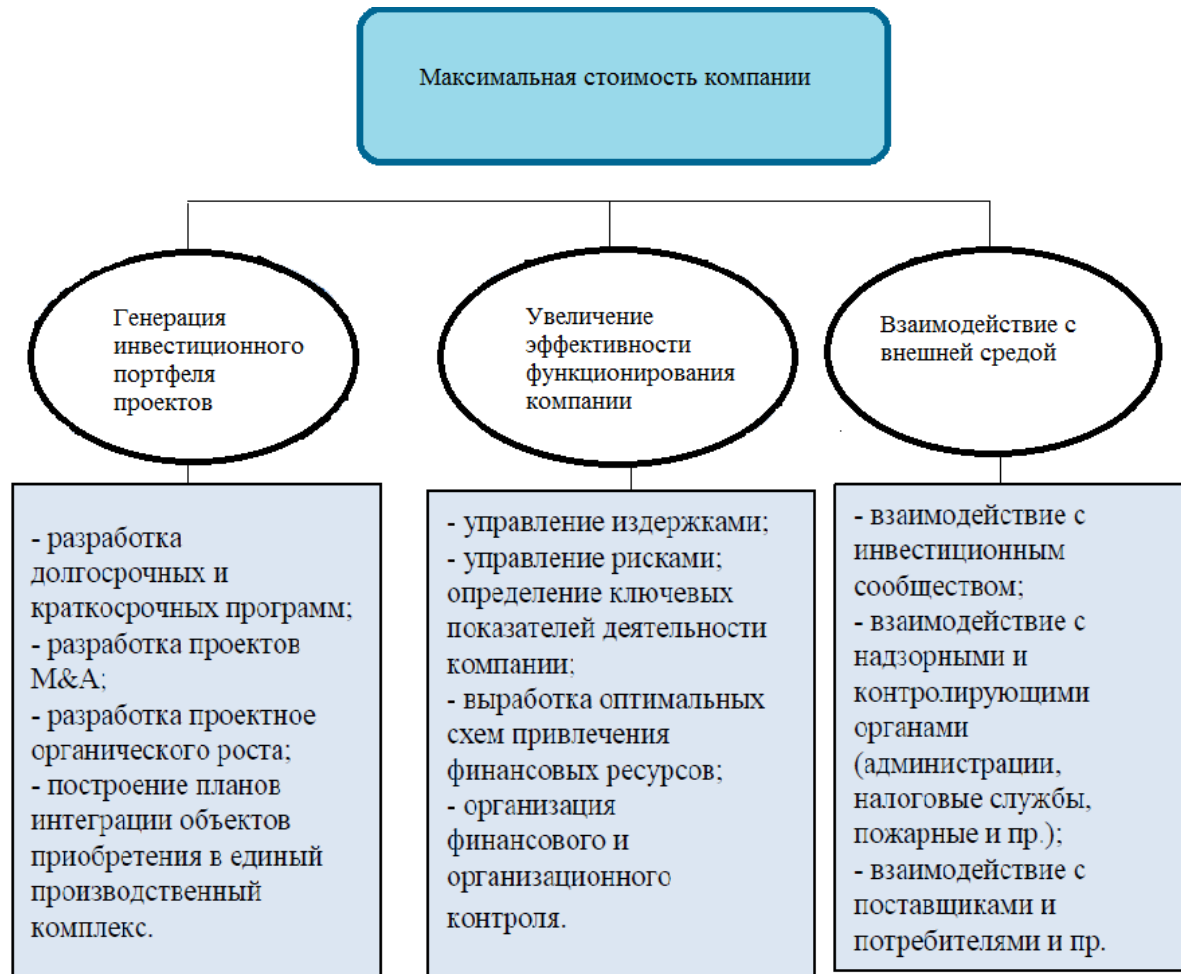 Максимальная стоимость компании
Генерация
инвестиционного
портфеля
проектов
Увеличение
эффективности
функционирования
компании
Взаимодействие с
внешней средой
- разработка
долгосрочных и
краткосрочных программ;
- разработка проектов
M&A;
- разработка проектное
органического роста;
- построение планов
интеграции объектов
приобретения в единый
производственный
комплекс.
- управление издержками;
- управление рисками;
определение ключевых
показателей деятельности
компании;
- выработка оптимальных
схем привлечения
финансовых ресурсов;
- организация
финансового и
организационного
контроля.
- взаимодействие с
инвестиционным
сообществом;
- взаимодействие с
надзорными и
контролирующими
органами
(администрации,
налоговые службы,
пожарные и пр.);
- взаимодействие с
поставщиками и
потребителями и пр.